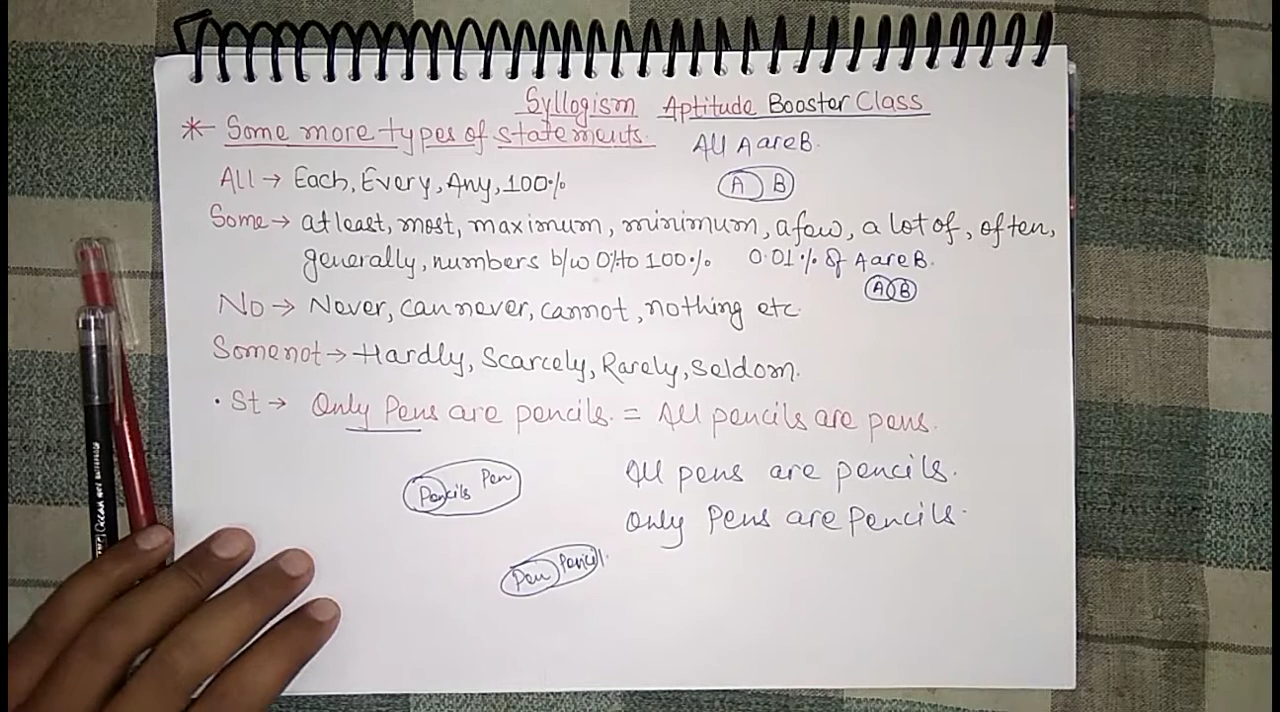 Syllogism Aptitude Booster Class
* Some more types of statements.
All A are B.
A B
All → Each, Every, Any, 100%
Some → at least, most, maximum, minimum, a few, a lot of, often,
generally, numbers b/w 0% to 100%. 0.01% of A are B.
A B
No → Never, can never, cannot, nothing etc
Some not → Hardly, Scarcely, Rarely, Seldom.
• St → Only Pens are pencils. = All pencils are pens.
Pencils Pen
All pens are pencils.
Only Pens are Pencils.
Pen Pencil